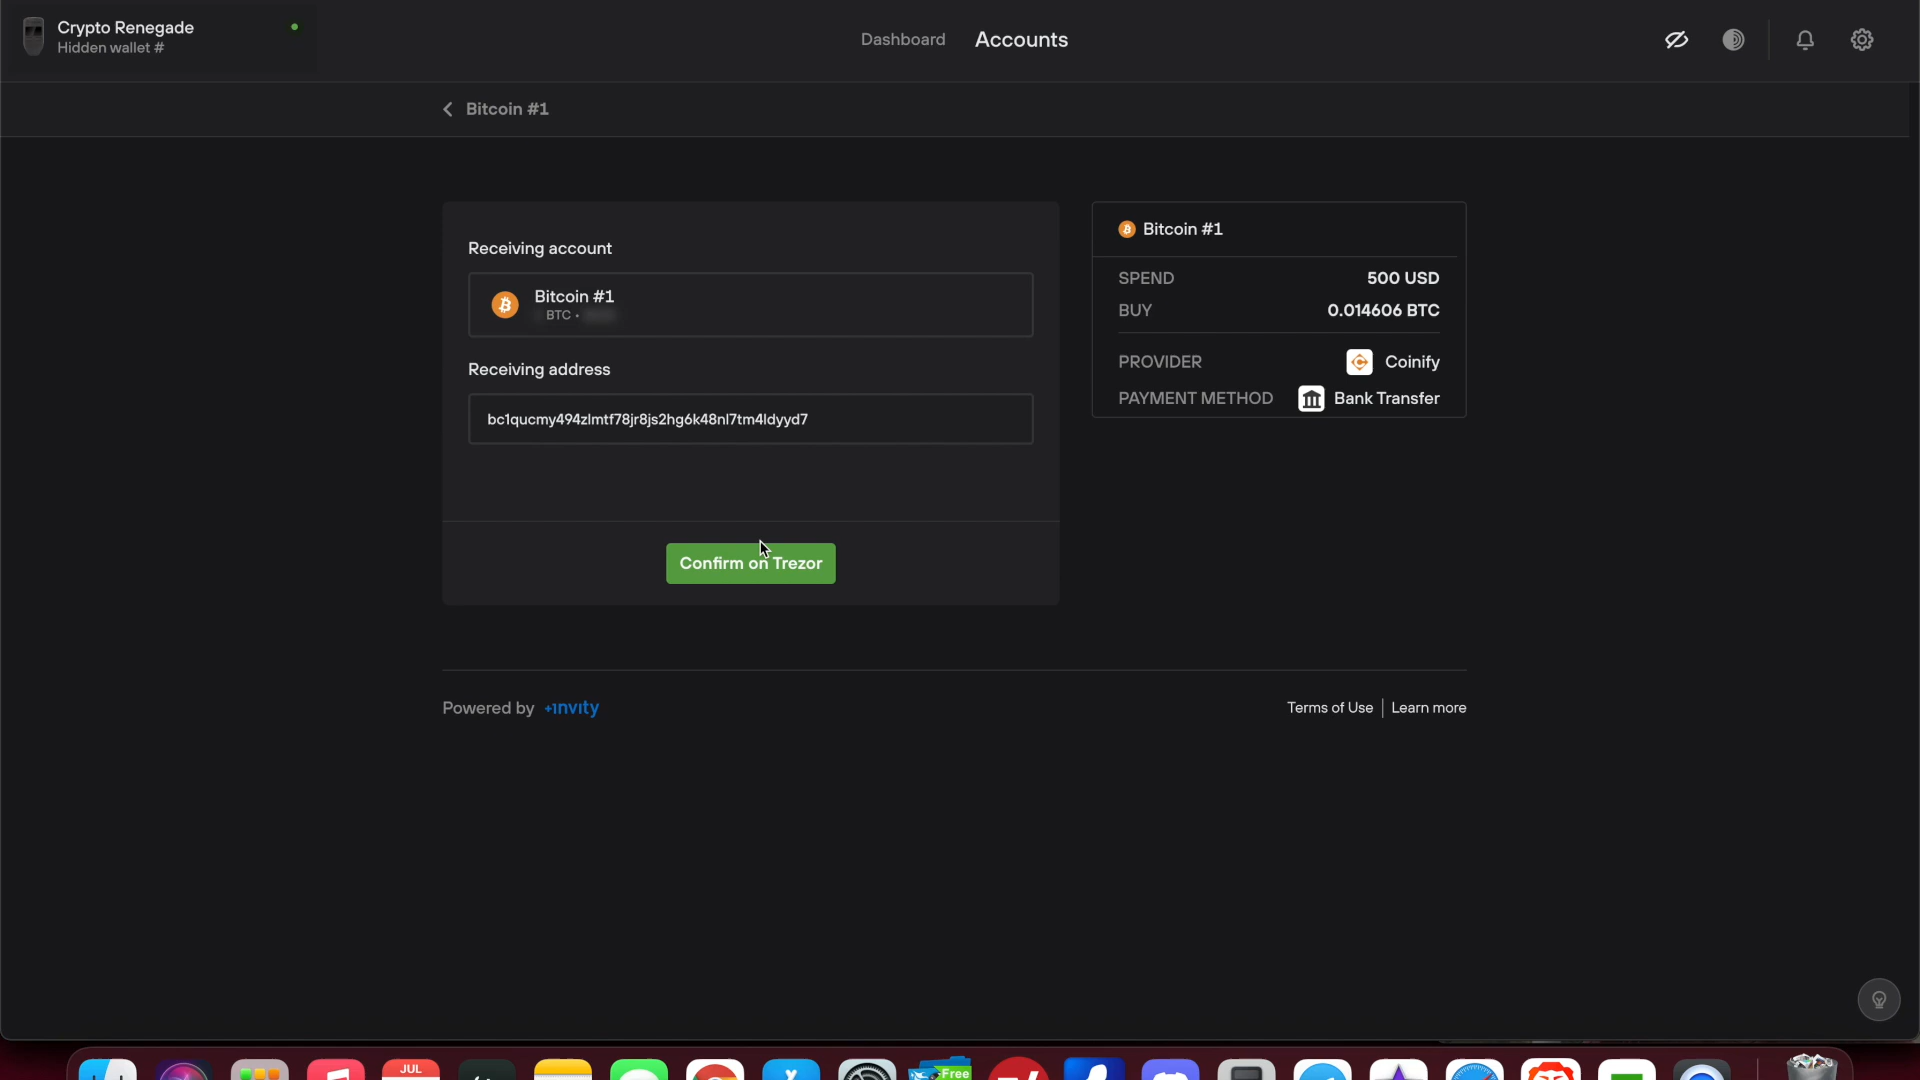 Crypto Renegade
Hidden wallet #
Dashboard
Accounts
Bitcoin #1
Receiving account
Bitcoin #1
BTC •
Receiving address
bc1qucmy494zlmtf78jr8js2hg6k48nl7tm4ldyyd7
Confirm on Trezor
Bitcoin #1
SPEND 500 USD
BUY 0.014606 BTC
PROVIDER Coinify
PAYMENT METHOD Bank Transfer
Powered by +invity
Terms of Use | Learn more
JUL
Free